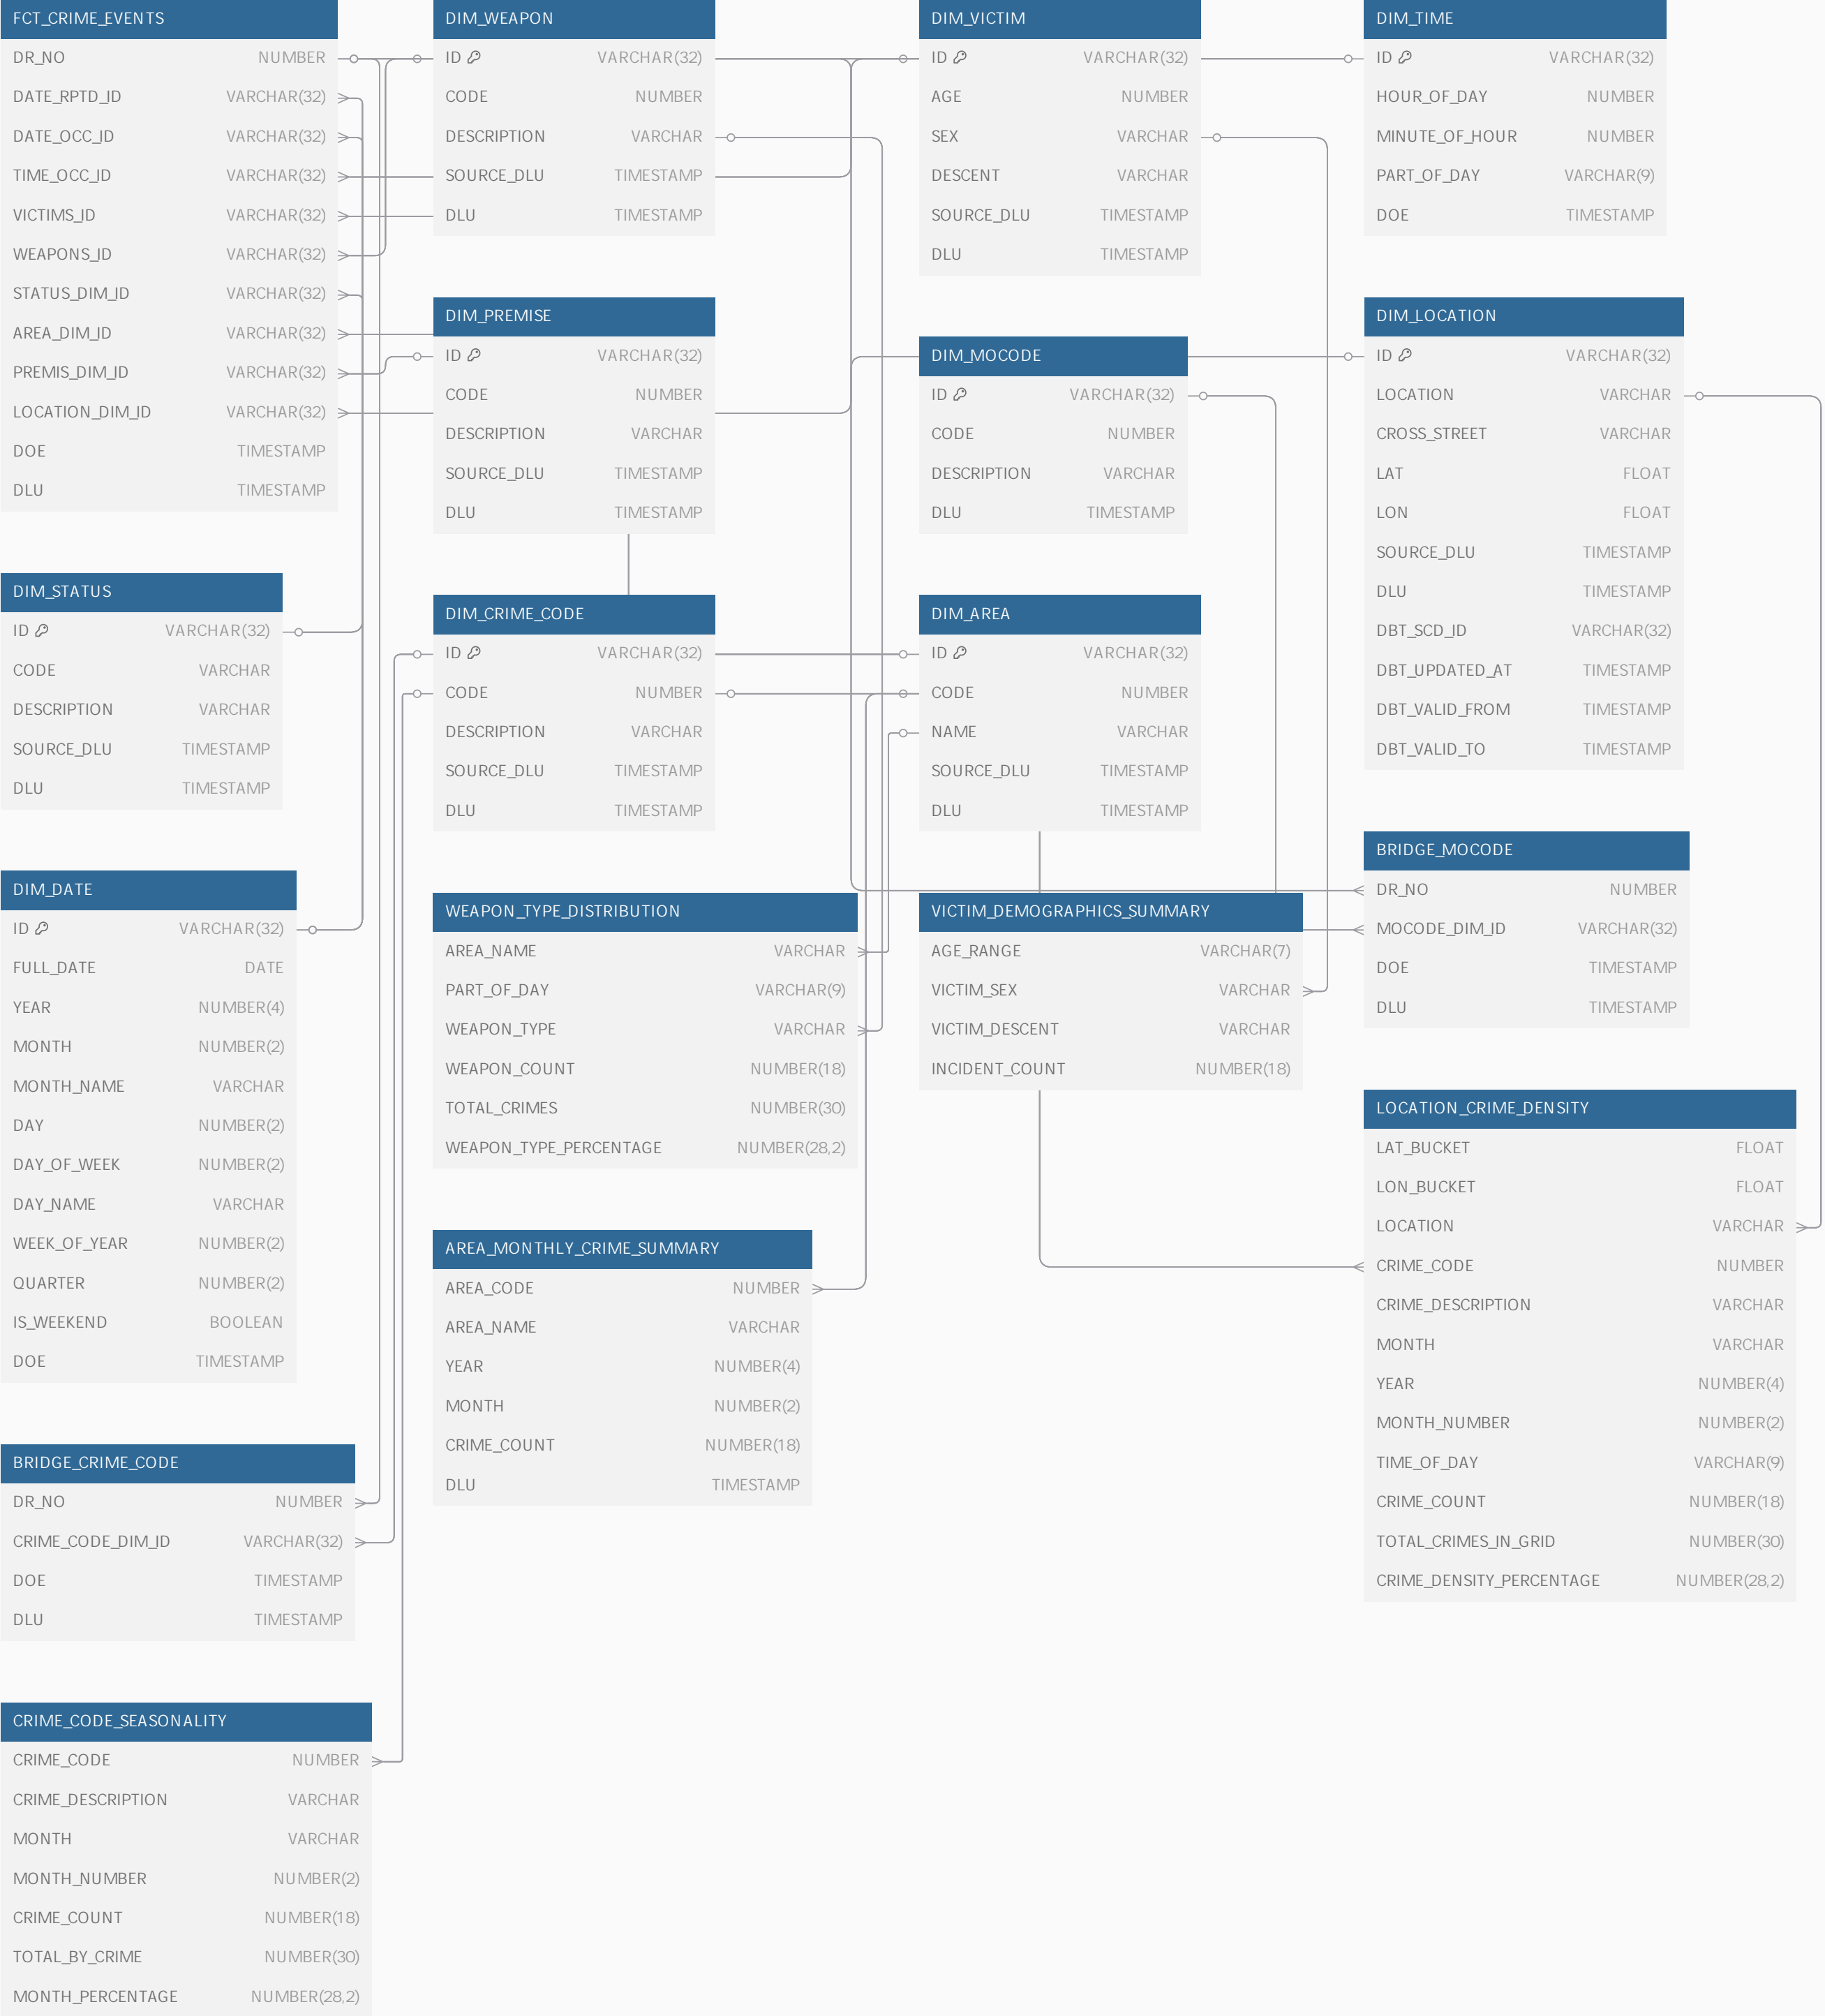 FCT_CRIME_EVENTS
DR_NO NUMBER
DATE_RPTD_ID VARCHAR(32)
DATE_OCC_ID VARCHAR(32)
TIME_OCC_ID VARCHAR(32)
VICTIMS_ID VARCHAR(32)
WEAPONS_ID VARCHAR(32)
STATUS_DIM_ID VARCHAR(32)
AREA_DIM_ID VARCHAR(32)
PREMIS_DIM_ID VARCHAR(32)
LOCATION_DIM_ID VARCHAR(32)
DOE TIMESTAMP
DLU TIMESTAMP
DIM_STATUS
ID VARCHAR(32)
CODE VARCHAR
DESCRIPTION VARCHAR
SOURCE_DLU TIMESTAMP
DLU TIMESTAMP
DIM_DATE
ID VARCHAR(32)
FULL_DATE DATE
YEAR NUMBER(4)
MONTH NUMBER(2)
MONTH_NAME VARCHAR
DAY NUMBER(2)
DAY_OF_WEEK NUMBER(2)
DAY_NAME VARCHAR
WEEK_OF_YEAR NUMBER(2)
QUARTER NUMBER(2)
IS_WEEKEND BOOLEAN
DOE TIMESTAMP
BRIDGE_CRIME_CODE
DR_NO NUMBER
CRIME_CODE_DIM_ID VARCHAR(32)
DOE TIMESTAMP
DLU TIMESTAMP
CRIME_CODE_SEASONALITY
CRIME_CODE NUMBER
CRIME_DESCRIPTION VARCHAR
MONTH VARCHAR
MONTH_NUMBER NUMBER(2)
CRIME_COUNT NUMBER(18)
TOTAL_BY_CRIME NUMBER(30)
MONTH_PERCENTAGE NUMBER(28,2)
DIM_WEAPON
ID VARCHAR(32)
CODE NUMBER
DESCRIPTION VARCHAR
SOURCE_DLU TIMESTAMP
DLU TIMESTAMP
DIM_PREMISE
ID VARCHAR(32)
CODE NUMBER
DESCRIPTION VARCHAR
SOURCE_DLU TIMESTAMP
DLU TIMESTAMP
DIM_CRIME_CODE
ID VARCHAR(32)
CODE NUMBER
DESCRIPTION VARCHAR
SOURCE_DLU TIMESTAMP
DLU TIMESTAMP
WEAPON_TYPE_DISTRIBUTION
AREA_NAME VARCHAR
PART_OF_DAY VARCHAR(9)
WEAPON_TYPE VARCHAR
WEAPON_COUNT NUMBER(18)
TOTAL_CRIMES NUMBER(30)
WEAPON_TYPE_PERCENTAGE NUMBER(28,2)
AREA_MONTHLY_CRIME_SUMMARY
AREA_CODE NUMBER
AREA_NAME VARCHAR
YEAR NUMBER(4)
MONTH NUMBER(2)
CRIME_COUNT NUMBER(18)
DLU TIMESTAMP
DIM_VICTIM
ID VARCHAR(32)
AGE NUMBER
SEX VARCHAR
DESCENT VARCHAR
SOURCE_DLU TIMESTAMP
DLU TIMESTAMP
DIM_MOCODE
ID VARCHAR(32)
CODE NUMBER
DESCRIPTION VARCHAR
DLU TIMESTAMP
DIM_AREA
ID VARCHAR(32)
CODE NUMBER
NAME VARCHAR
SOURCE_DLU TIMESTAMP
DLU TIMESTAMP
VICTIM_DEMOGRAPHICS_SUMMARY
AGE_RANGE VARCHAR(7)
VICTIM_SEX VARCHAR
VICTIM_DESCENT VARCHAR
INCIDENT_COUNT NUMBER(18)
DIM_TIME
ID VARCHAR(32)
HOUR_OF_DAY NUMBER
MINUTE_OF_HOUR NUMBER
PART_OF_DAY VARCHAR(9)
DOE TIMESTAMP
DIM_LOCATION
ID VARCHAR(32)
LOCATION VARCHAR
CROSS_STREET VARCHAR
LAT FLOAT
LON FLOAT
SOURCE_DLU TIMESTAMP
DLU TIMESTAMP
DBT_SCD_ID VARCHAR(32)
DBT_UPDATED_AT TIMESTAMP
DBT_VALID_FROM TIMESTAMP
DBT_VALID_TO TIMESTAMP
BRIDGE_MOCODE
DR_NO NUMBER
MOCODE_DIM_ID VARCHAR(32)
DOE TIMESTAMP
DLU TIMESTAMP
LOCATION_CRIME_DENSITY
LAT_BUCKET FLOAT
LON_BUCKET FLOAT
LOCATION VARCHAR
CRIME_CODE NUMBER
CRIME_DESCRIPTION VARCHAR
MONTH VARCHAR
YEAR NUMBER(4)
MONTH_NUMBER NUMBER(2)
TIME_OF_DAY VARCHAR(9)
CRIME_COUNT NUMBER(18)
TOTAL_CRIMES_IN_GRID NUMBER(30)
CRIME_DENSITY_PERCENTAGE NUMBER(28,2)